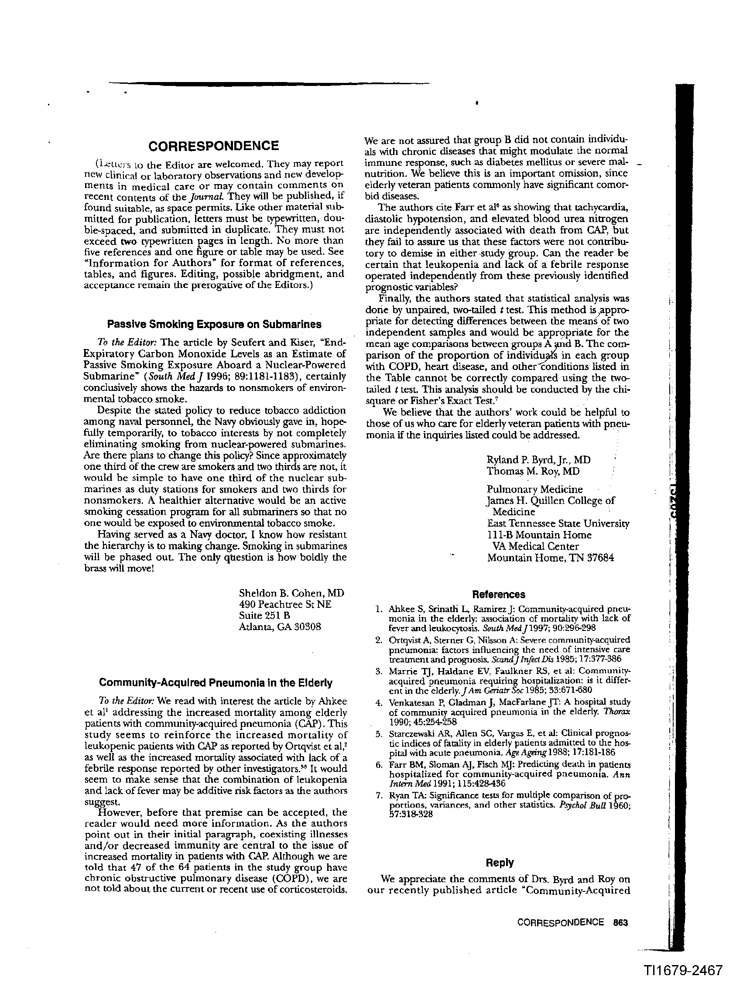 CORRESPONDENCE
(Letters to the Editor are welcomed. They may report
new clinical or laboratory observations and new develop-
ments in medical care or may contain comments on
recent contents of the Journal. They will be published, if
found suitable, as space permits. Like other material sub-
mitted for publication, letters must be typewritten, dou-
ble-spaced, and submitted in duplicate. They must not
exceed two typewritten pages in length. No more than
five references and one figure or table may be used. See
"Information for Authors" for format of references,
tables, and figures. Editing, possible abridgment, and
acceptance remain the prerogative of the Editors.)
Passive Smoking Exposure on Submarines
To the Editor: The article by Seufert and Kiser, "End-
Expiratory Carbon Monoxide Levels as an Estimate of
Passive Smoking Exposure Aboard a Nuclear-Powered
Submarine" (South Med J 1996; 89:1181-1183), certainly
conclusively shows the hazards to nonsmokers of environ-
mental tobacco smoke.
Despite the stated policy to reduce tobacco addiction
among naval personnel, the Navy obviously gave in, hope-
fully temporarily, to tobacco interests by not completely
eliminating smoking from nuclear-powered submarines.
Are there plans to change this policy? Since approximately
one third of the crew are smokers and two thirds are not, it
would be simple to have one third of the nuclear sub-
marines as duty stations for smokers and two thirds for
nonsmokers. A healthier alternative would be an active
smoking cessation program for all submariners so that no
one would be exposed to environmental tobacco smoke.
Having served as a Navy doctor, I know how resistant
the hierarchy is to making change. Smoking in submarines
will be phased out. The only question is how boldly the
brass will move!
Sheldon B. Cohen, MD
490 Peachtree St NE
Suite 251 B
Atlanta, GA 30308
Community-Acquired Pneumonia in the Elderly
To the Editor: We read with interest the article by Ahkee
et al¹ addressing the increased mortality among elderly
patients with community-acquired pneumonia (CAP). This
study seems to reinforce the increased mortality of
leukopenic patients with CAP as reported by Ortqvist et al,²
as well as the increased mortality associated with lack of a
febrile response reported by other investigators. It would
seem to make sense that the combination of leukopenia
and lack of fever may be additive risk factors as the authors
suggest.
However, before that premise can be accepted, the
reader would need more information. As the authors
point out in their initial paragraph, coexisting illnesses
and/or decreased immunity are central to the issue of
increased mortality in patients with CAP. Although we are
told that 47 of the 64 patients in the study group have
chronic obstructive pulmonary disease (COPD), we are
not told about the current or recent use of corticosteroids.
We are not assured that group B did not contain individu-
als with chronic diseases that might modulate the normal
immune response, such as diabetes mellitus or severe mal-
nutrition. We believe this is an important omission, since
elderly veteran patients commonly have significant comor-
bid diseases.
The authors cite Farr et al⁶ as showing that tachycardia,
diastolic hypotension, and elevated blood urea nitrogen
are independently associated with death from CAP, but
they fail to assure us that these factors were not contribu-
tory to demise in either study group. Can the reader be
certain that leukopenia and lack of a febrile response
operated independently from these previously identified
prognostic variables?
Finally, the authors stated that statistical analysis was
done by unpaired, two-tailed t test. This method is appro-
priate for detecting differences between the means of two
independent samples and would be appropriate for the
mean age comparisons between groups A and B. The com-
parison of the proportion of individuals in each group
with COPD, heart disease, and other conditions listed in
the Table cannot be correctly compared using the two-
tailed t test. This analysis should be conducted by the chi-
square or Fisher's Exact Test.⁷
We believe that the authors' work could be helpful to
those of us who care for elderly veteran patients with pneu-
monia if the inquiries listed could be addressed.
Ryland P. Byrd, Jr., MD
Thomas M. Roy, MD
Pulmonary Medicine
James H. Quillen College of
Medicine
East Tennessee State University
111-B Mountain Home
VA Medical Center
Mountain Home, TN 37684
References
1. Ahkee S, Srinath L, Ramirez J: Community-acquired pneu-
monia in the elderly: association of mortality with lack of
fever and leukocytosis. South Med J 1997; 90:296-298
2. Ortqvist A, Sterner G, Nilsson A: Severe community-acquired
pneumonia: factors influencing the need of intensive care
treatment and prognosis. Scand J Infect Dis 1985; 17:377-386
3. Marrie TJ, Haldane EV, Faulkner RS, et al: Community-
acquired pneumonia requiring hospitalization: is it differ-
ent in the elderly. J Am Geriatr Soc 1985; 33:671-680
4. Venkatesan P, Gladman J, MacFarlane JT: A hospital study
of community acquired pneumonia in the elderly. Thorax
1990; 45:254-258
5. Starczewski AR, Allen SC, Vargas E, et al: Clinical prognos-
tic indices of fatality in elderly patients admitted to the hos-
pital with acute pneumonia. Age Ageing 1988; 17:181-186
6. Farr BM, Sloman AJ, Fisch MJ: Predicting death in patients
hospitalized for community-acquired pneumonia. Ann
Intern Med 1991; 115:428-436
7. Ryan TA: Significance tests for multiple comparison of pro-
portions, variances, and other statistics. Psychol Bull 1960;
57:318-328
Reply
We appreciate the comments of Drs. Byrd and Roy on
our recently published article "Community-Acquired
CORRESPONDENCE 863
TI1679-2467